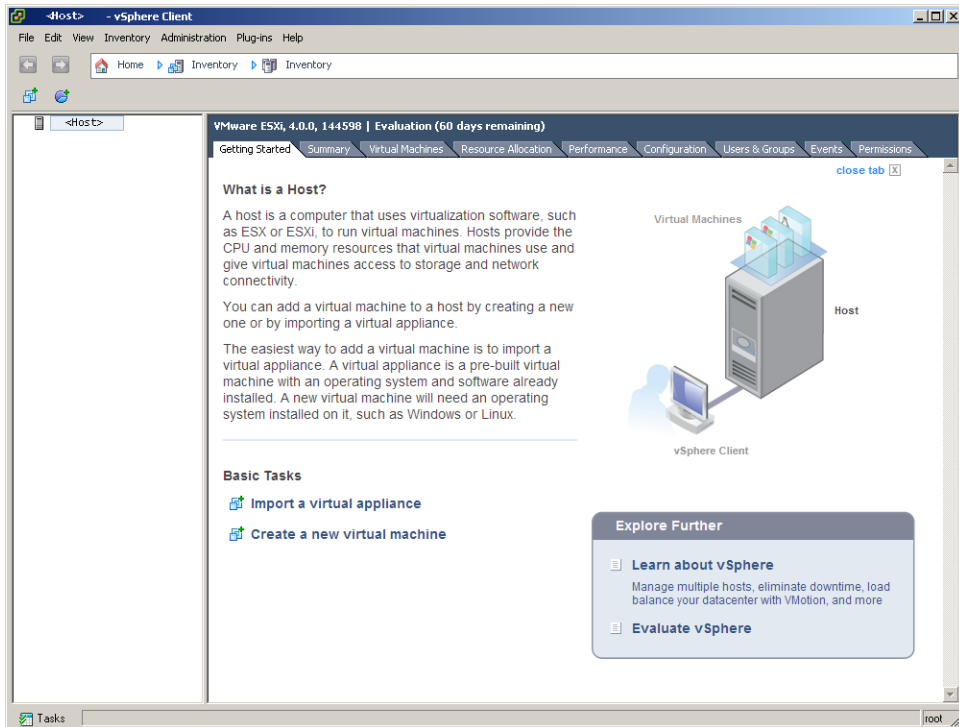 <Host> - vSphere Client
File Edit View Inventory Administration Plug-ins Help
Home Inventory Inventory
<Host>
VMware ESXi, 4.0.0, 144598 | Evaluation (60 days remaining)
Getting Started Summary Virtual Machines Resource Allocation Performance Configuration Users & Groups Events Permissions
close tab X
What is a Host?
A host is a computer that uses virtualization software, such
as ESX or ESXi, to run virtual machines. Hosts provide the
CPU and memory resources that virtual machines use and
give virtual machines access to storage and network
connectivity.
You can add a virtual machine to a host by creating a new
one or by importing a virtual appliance.
The easiest way to add a virtual machine is to import a
virtual appliance. A virtual appliance is a pre-built virtual
machine with an operating system and software already
installed. A new virtual machine will need an operating
system installed on it, such as Windows or Linux.
Virtual Machines
Host
vSphere Client
Basic Tasks
Import a virtual appliance
Create a new virtual machine
Explore Further
Learn about vSphere
Manage multiple hosts, eliminate downtime, load
balance your datacenter with VMotion, and more
Evaluate vSphere
Tasks
root